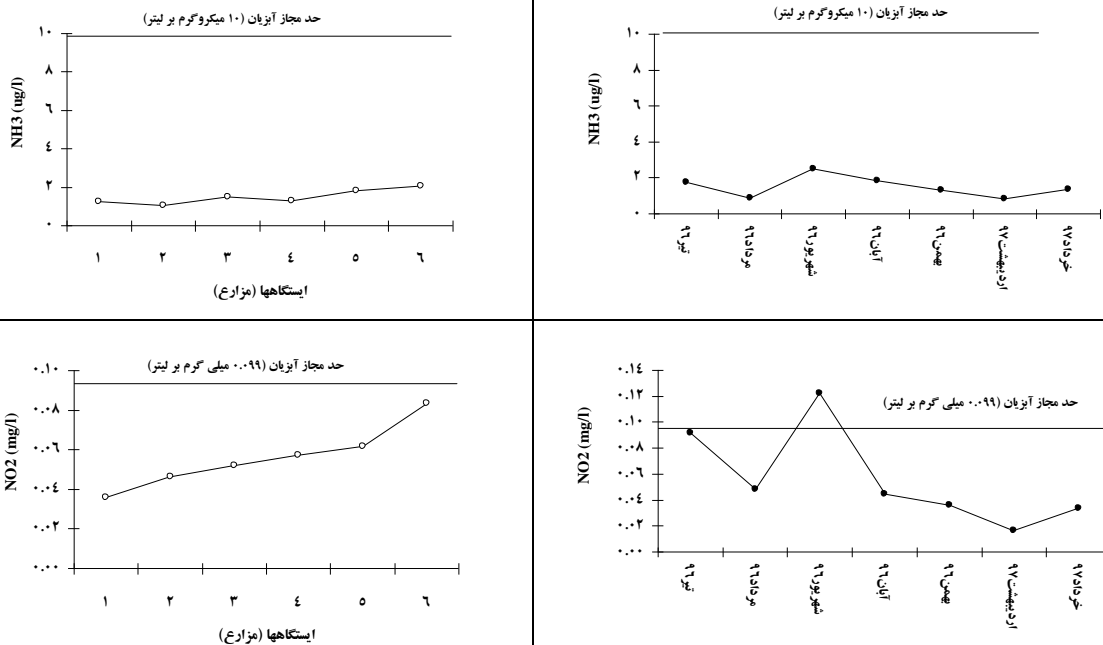 حد مجاز آبزیان (۱۰ میکروگرم بر لیتر)
NH3 (ug/l)
۱۰
۸
۶
٤
۲
۰
۱ ۲ ۳ ٤ ٥ ٦
ایستگاهها (مزارع)
حد مجاز آبزیان (۱۰ میکروگرم بر لیتر)
NH3 (ug/l)
۱۰
۸
٦
٤
۲
۰
تیر۹٦
مرداد۹٦
شهریور۹٦
آبان۹٦
بهمن۹٦
اردیبهشت۹۷
خرداد۹۷
حد مجاز آبزیان (۰.۰۹۹ میلی گرم بر لیتر)
NO2 (mg/l)
۰.۱۰
۰.۰۸
۰.۰٦
۰.۰٤
۰.۰۲
۰.۰۰
۱ ۲ ۳ ٤ ٥ ٦
ایستگاهها (مزارع)
حد مجاز آبزیان (۰.۰۹۹ میلی گرم بر لیتر)
NO2 (mg/l)
۰.۱٤
۰.۱۲
۰.۱۰
۰.۰۸
۰.۰٦
۰.۰٤
۰.۰۲
۰.۰۰
تیر۹٦
مرداد۹٦
شهریور۹٦
آبان۹٦
بهمن۹٦
اردیبهشت۹۷
خرداد۹۷